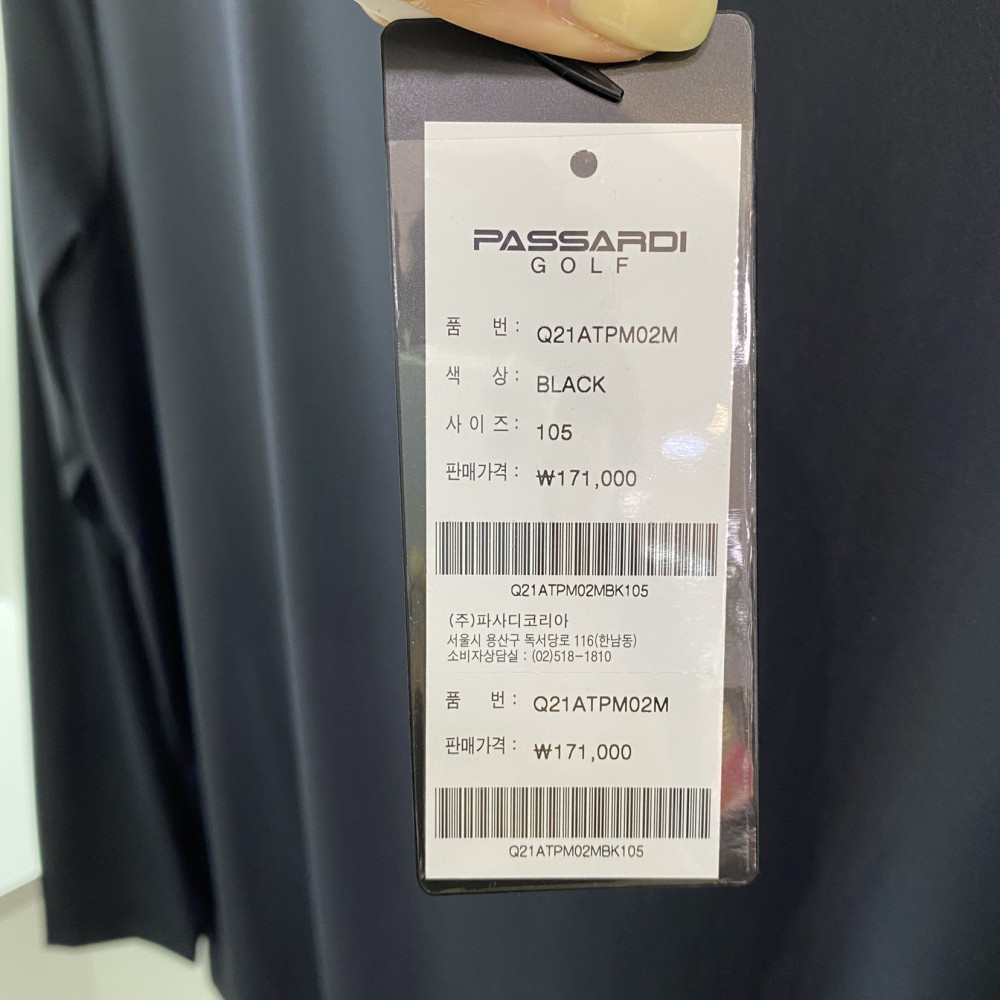 PASSARDI
GOLF
품 번 : Q21ATPM02M
색 상 : BLACK
사 이 즈 : 105
판매가격 : ₩171,000
Q21ATPM02MBK105
(주)파사디코리아
서울시 용산구 독서당로 116(한남동)
소비자상담실 : (02)518-1810
품 번 : Q21ATPM02M
판매가격 : ₩171,000
Q21ATPM02MBK105